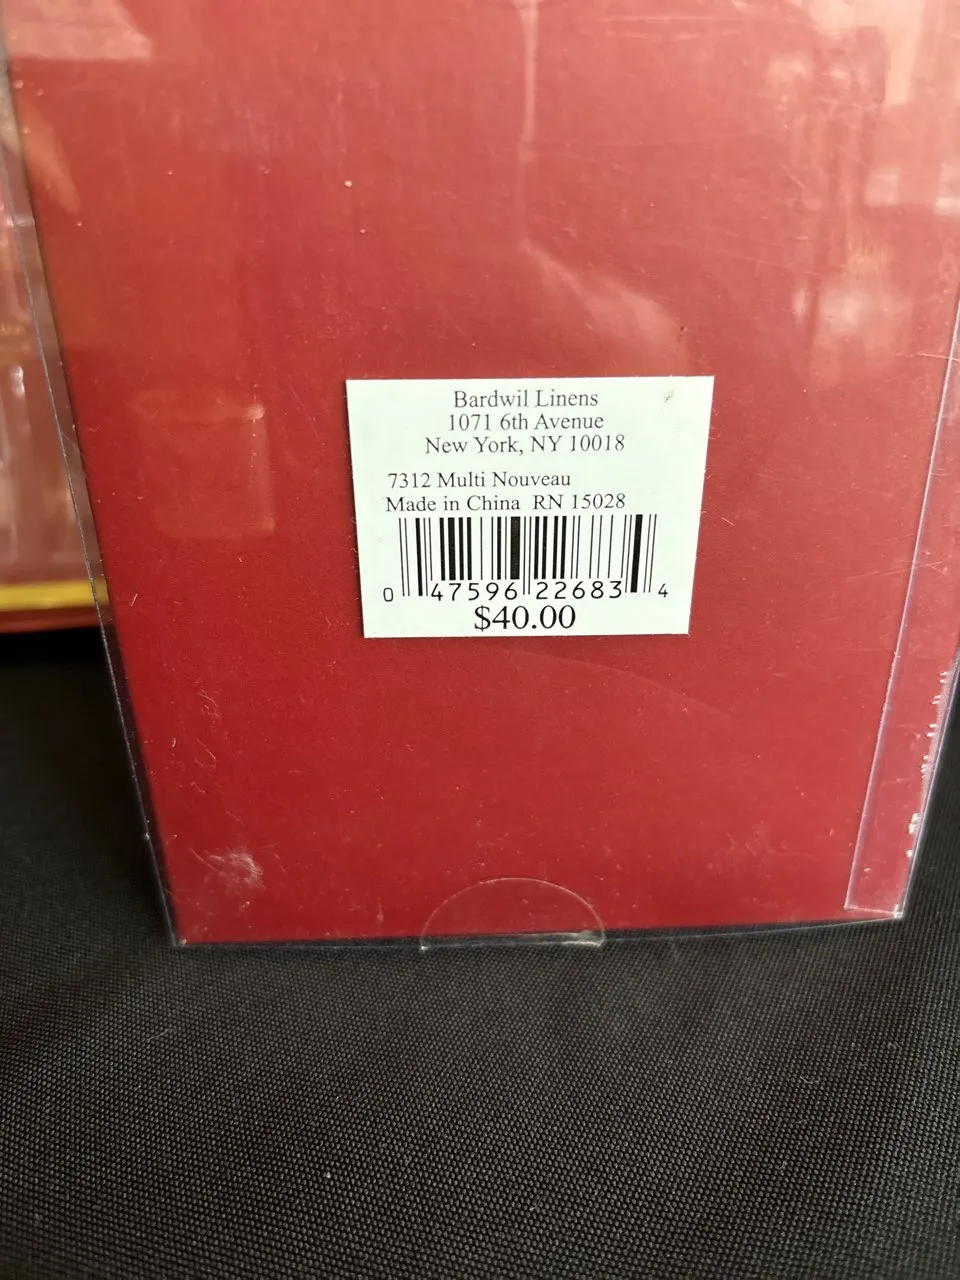 Bardwil Linens
1071 6th Avenue
New York, NY 10018
7312 Multi Nouveau
Made in China RN 15028
0 47596 22683 4
$40.00